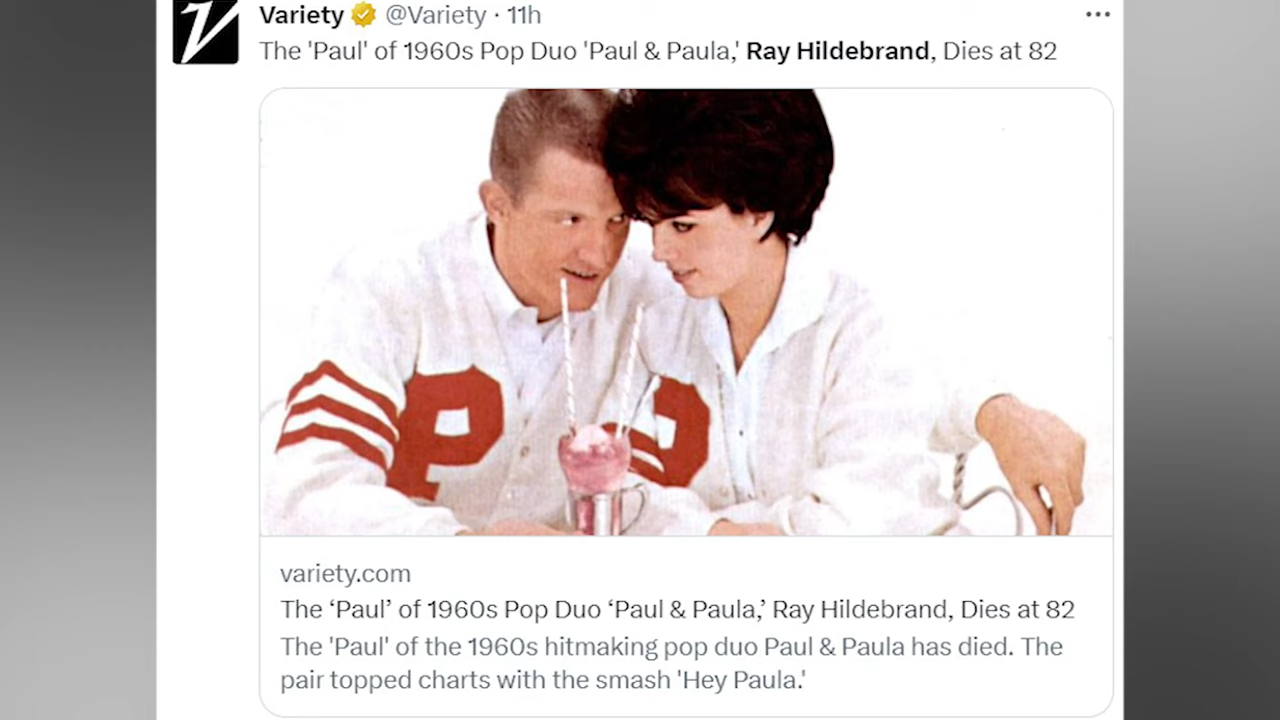 Variety @Variety · 11h
The 'Paul' of 1960s Pop Duo 'Paul & Paula,' Ray Hildebrand, Dies at 82
P P
variety.com
The ‘Paul’ of 1960s Pop Duo ‘Paul & Paula,’ Ray Hildebrand, Dies at 82
The 'Paul' of the 1960s hitmaking pop duo Paul & Paula has died. The
pair topped charts with the smash 'Hey Paula.'